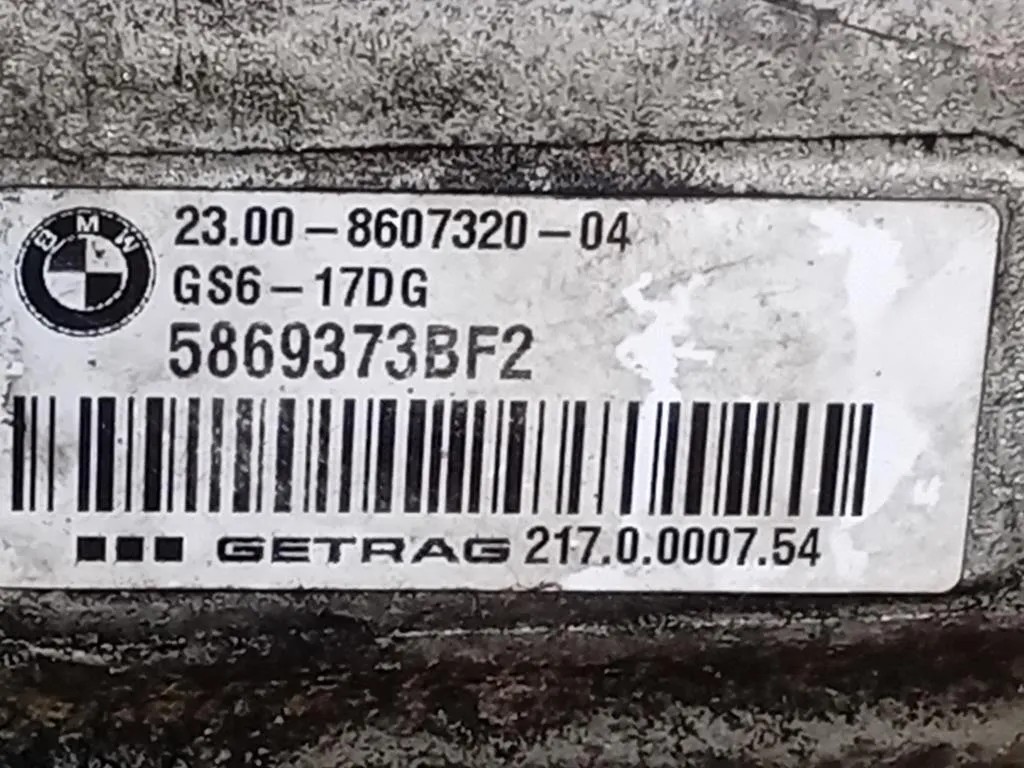 BMW
23.00-8607320-04
GS6-17DG
5869373BF2
GETRAG 217.0.0007.54